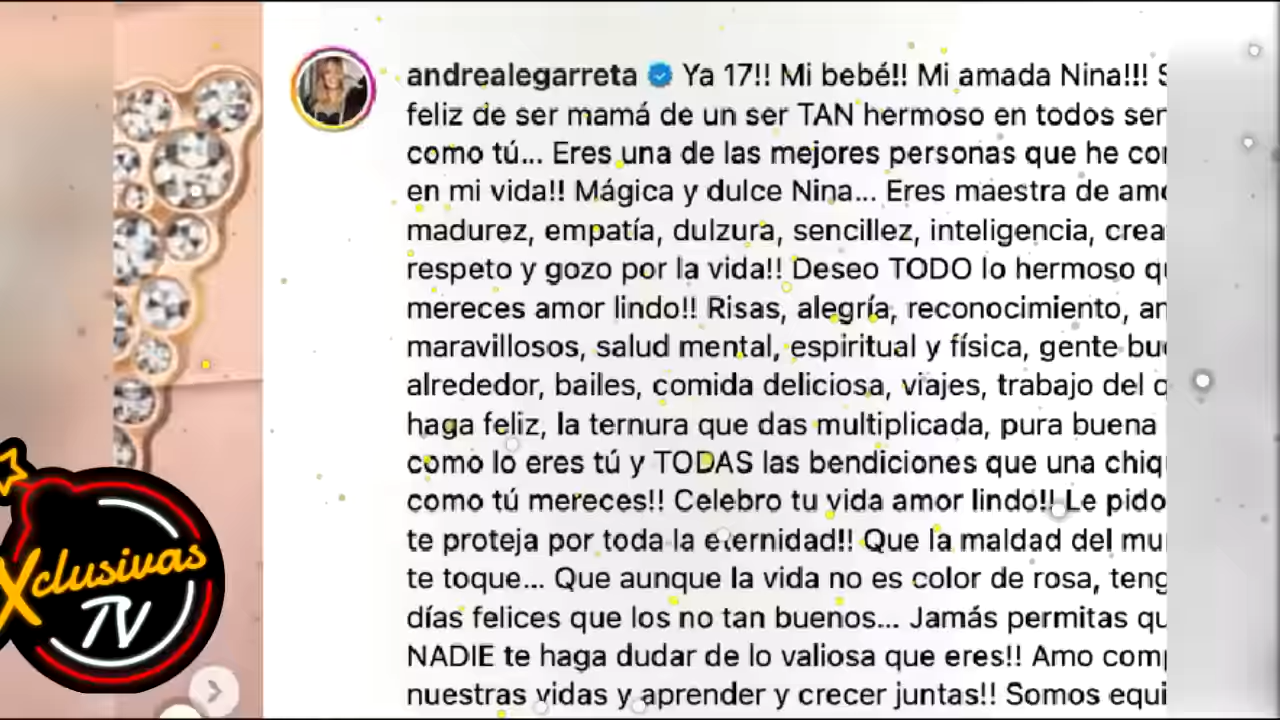 andrealegarreta Ya 17!! Mi bebé!! Mi amada Nina!!!
feliz de ser mamá de un ser TAN hermoso en todos
como tú... Eres una de las mejores personas que he
en mi vida!! Mágica y dulce Nina... Eres maestra de
madurez, empatía, dulzura, sencillez, inteligencia,
respeto y gozo por la vida!! Deseo TODO lo hermoso
mereces amor lindo!! Risas, alegría, reconocimiento,
maravillosos, salud mental, espiritual y física, gente
alrededor, bailes, comida deliciosa, viajes, trabajo del
haga feliz, la ternura que das multiplicada, pura buena
como lo eres tú y TODAS las bendiciones que una
como tú mereces!! Celebro tu vida amor lindo!! Le pido
te proteja por toda la eternidad!! Que la maldad del
te toque... Que aunque la vida no es color de rosa,
días felices que los no tan buenos... Jamás permitas
NADIE te haga dudar de lo valiosa que eres!! Amo
nuestras vidas y aprender y crecer juntas!! Somos
Xclusivas
TV